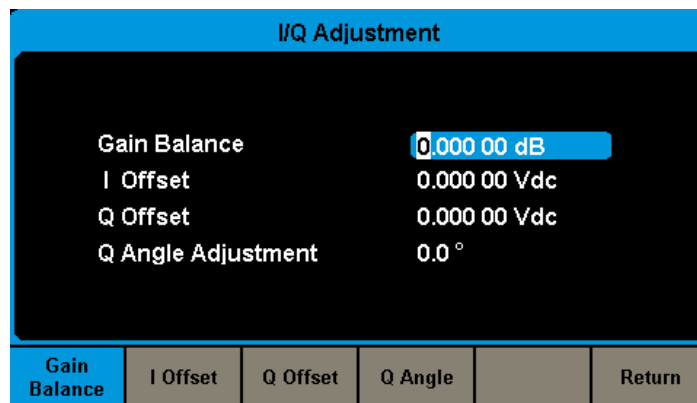 I/Q Adjustment
Gain Balance 0.000 00 dB
I Offset 0.000 00 Vdc
Q Offset 0.000 00 Vdc
Q Angle Adjustment 0.0 °
Gain Balance I Offset Q Offset Q Angle Return